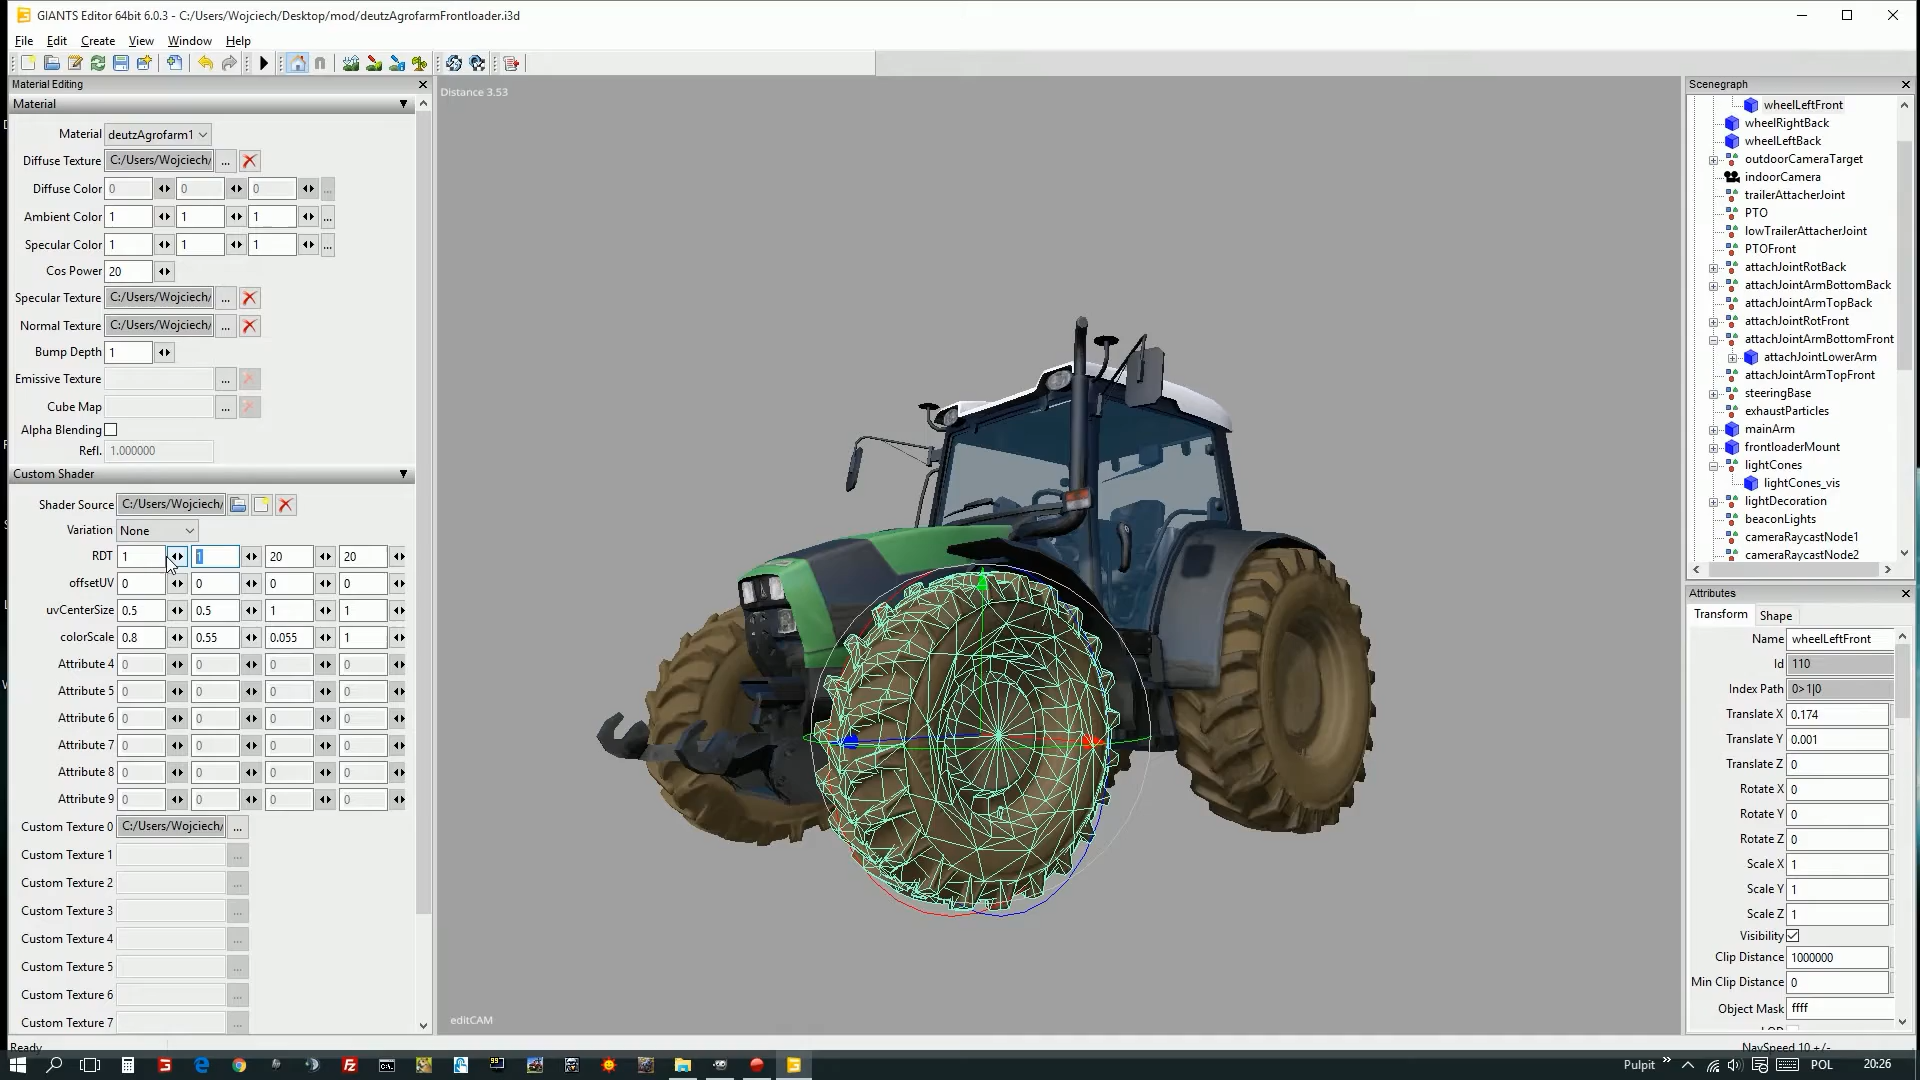 GIANTS Editor 64bit 6.0.3 - C:/Users/Wojciech/Desktop/mod/deutzAgrofarmFrontloader.i3d
File Edit Create View Window Help
Material Editing
Material
Material deutzAgrofarm1
Diffuse Texture C:/Users/Wojciech/ ...
Diffuse Color 0 0 0 ...
Ambient Color 1 1 1 ...
Specular Color 1 1 1 ...
Cos Power 20
Specular Texture C:/Users/Wojciech/ ...
Normal Texture C:/Users/Wojciech/ ...
Bump Depth 1
Emissive Texture ...
Cube Map ...
Alpha Blending
Refl. 1.000000
Custom Shader
Shader Source C:/Users/Wojciech/
Variation None
RDT 1 1 20 20
offsetUV 0 0 0 0
uvCenterSize 0.5 0.5 1 1
colorScale 0.8 0.55 0.055 1
Attribute 4 0 0 0 0
Attribute 5 0 0 0 0
Attribute 6 0 0 0 0
Attribute 7 0 0 0 0
Attribute 8 0 0 0 0
Attribute 9 0 0 0 0
Custom Texture 0 C:/Users/Wojciech/ ...
Custom Texture 1 ...
Custom Texture 2 ...
Custom Texture 3 ...
Custom Texture 4 ...
Custom Texture 5 ...
Custom Texture 6 ...
Custom Texture 7 ...
Ready
Distance 3.53
editCAM
Scenegraph
wheelLeftFront
wheelRightBack
wheelLeftBack
outdoorCameraTarget
indoorCamera
trailerAttacherJoint
PTO
lowTrailerAttacherJoint
PTOFront
attachJointRotBack
attachJointArmBottomBack
attachJointArmTopBack
attachJointRotFront
attachJointArmBottomFront
attachJointLowerArm
attachJointArmTopFront
steeringBase
exhaustParticles
mainArm
frontloaderMount
lightCones
lightCones_vis
lightDecoration
beaconLights
cameraRaycastNode1
cameraRaycastNode2
Attributes
Transform Shape
Name wheelLeftFront
Id 110
Index Path 0>1|0
Translate X 0.174
Translate Y 0.001
Translate Z 0
Rotate X 0
Rotate Y 0
Rotate Z 0
Scale X 1
Scale Y 1
Scale Z 1
Visibility
Clip Distance 1000000
Min Clip Distance 0
Object Mask ffff
NavSpeed 10 +/-
Pulpit » POL 20:26